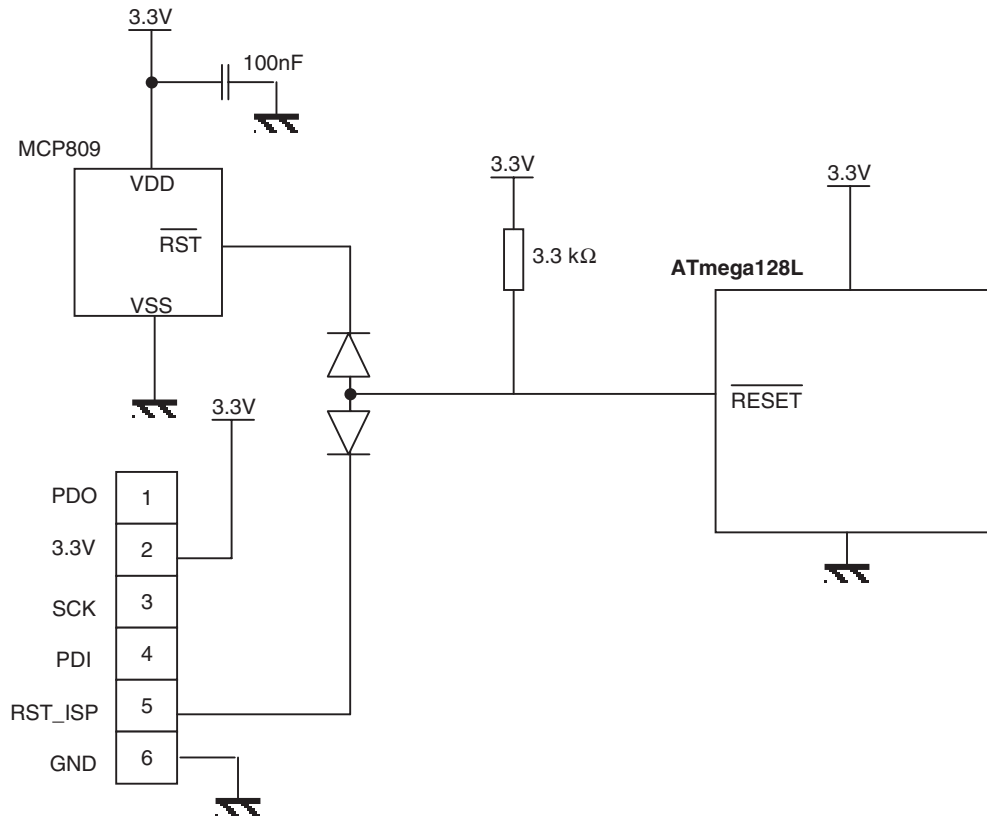 3.3V
100nF
MCP809
VDD
RST
VSS
3.3V
3.3 kΩ
3.3V
ATmega128L
RESET
3.3V
PDO 1
3.3V 2
SCK 3
PDI 4
RST_ISP 5
GND 6